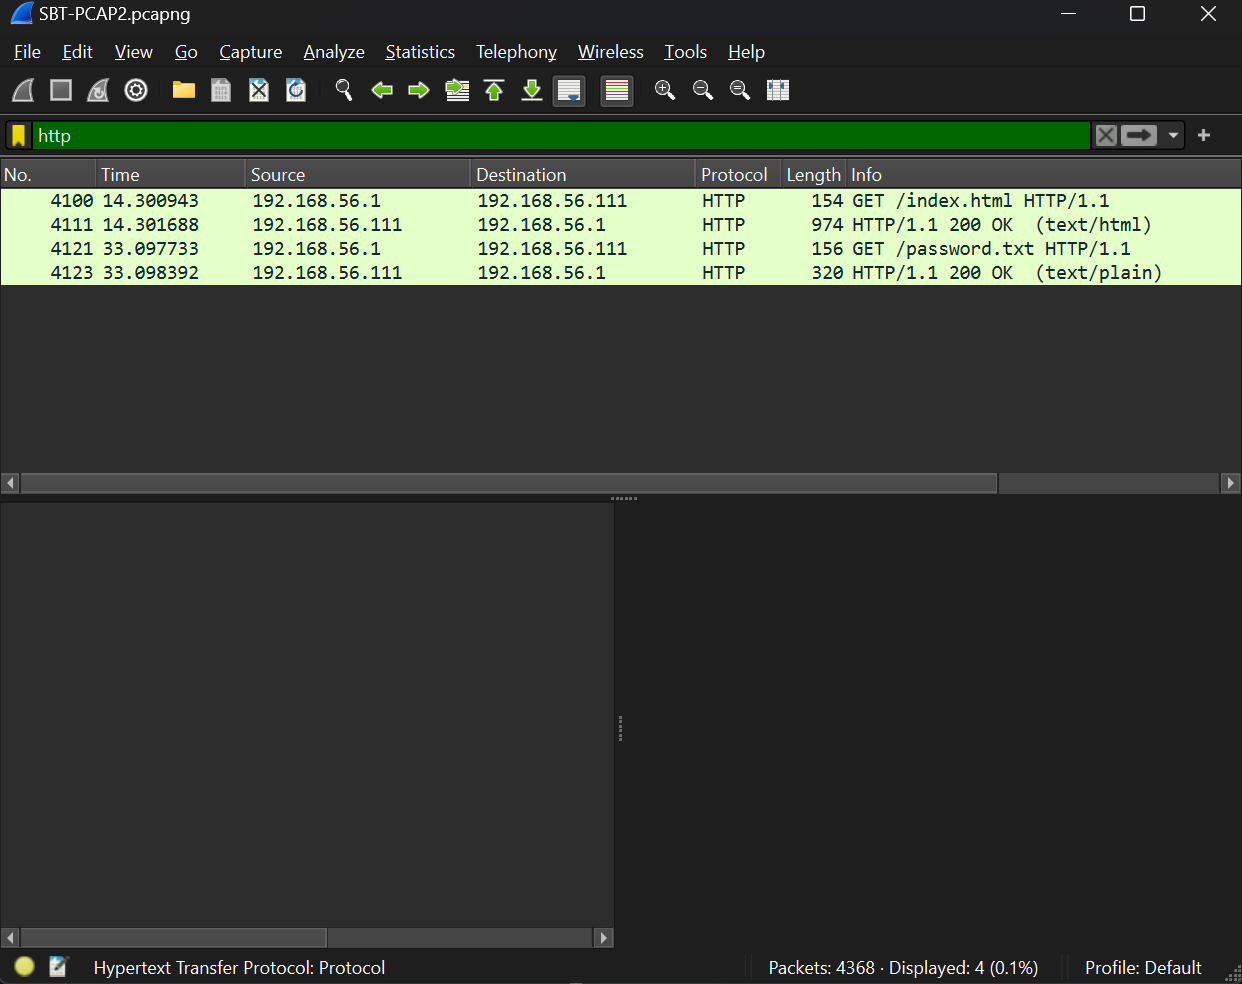 SBT-PCAP2.pcapng
File Edit View Go Capture Analyze Statistics Telephony Wireless Tools Help
http
No. Time Source Destination Protocol Length Info
4100 14.300943 192.168.56.1 192.168.56.111 HTTP 154 GET /index.html HTTP/1.1
4111 14.301688 192.168.56.111 192.168.56.1 HTTP 974 HTTP/1.1 200 OK (text/html)
4121 33.097733 192.168.56.1 192.168.56.111 HTTP 156 GET /password.txt HTTP/1.1
4123 33.098392 192.168.56.111 192.168.56.1 HTTP 320 HTTP/1.1 200 OK (text/plain)
Hypertext Transfer Protocol: Protocol Packets: 4368 · Displayed: 4 (0.1%) Profile: Default